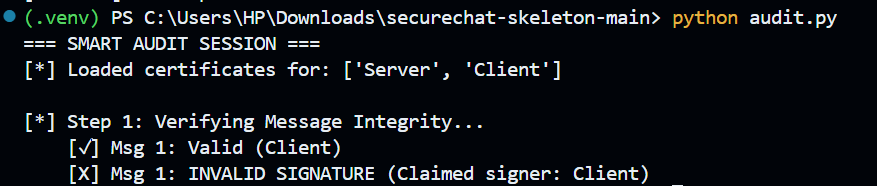 (.venv) PS C:\Users\HP\Downloads\securechat-skeleton-main> python audit.py
=== SMART AUDIT SESSION ===
[*] Loaded certificates for: ['Server', 'Client']
[*] Step 1: Verifying Message Integrity...
[√] Msg 1: Valid (Client)
[X] Msg 1: INVALID SIGNATURE (Claimed signer: Client)